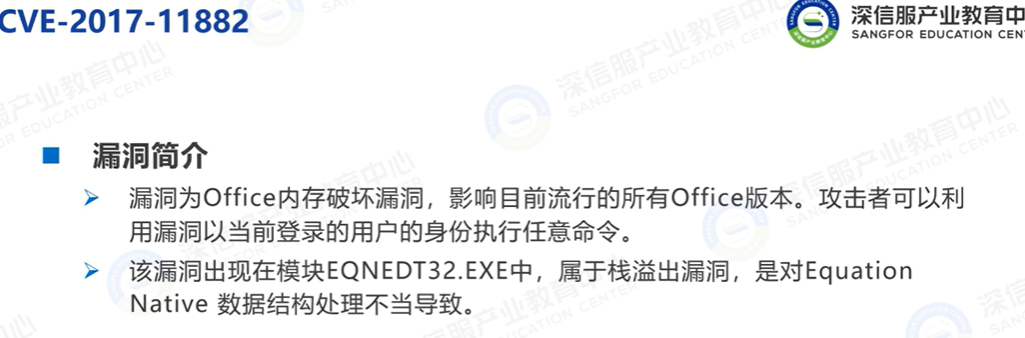 CVE-2017-11882
深信服产业教育中
SANGFOR EDUCATION CEN
漏洞简介
漏洞为Office内存破坏漏洞，影响目前流行的所有Office版本。攻击者可以利
用漏洞以当前登录的用户的身份执行任意命令。
该漏洞出现在模块EQNEDT32.EXE中，属于栈溢出漏洞，是对Equation
Native 数据结构处理不当导致。